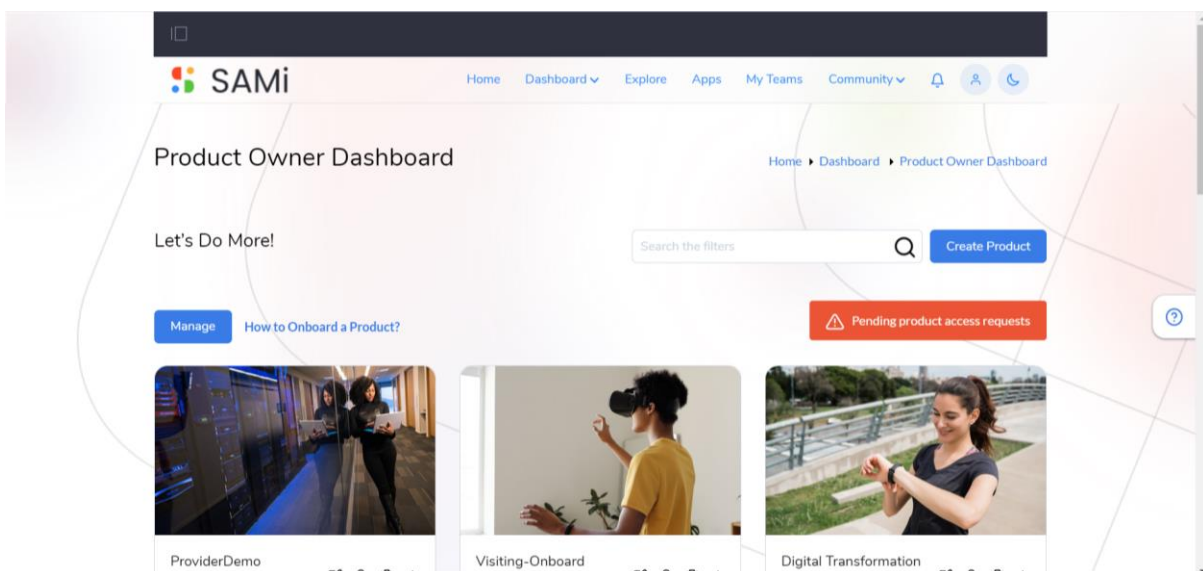 SAMi
Home Dashboard Explore Apps My Teams Community
Product Owner Dashboard
Home Dashboard Product Owner Dashboard
Let's Do More!
Search the filters
Create Product
Manage How to Onboard a Product?
Pending product access requests
ProviderDemo Visiting-Onboard Digital Transformation